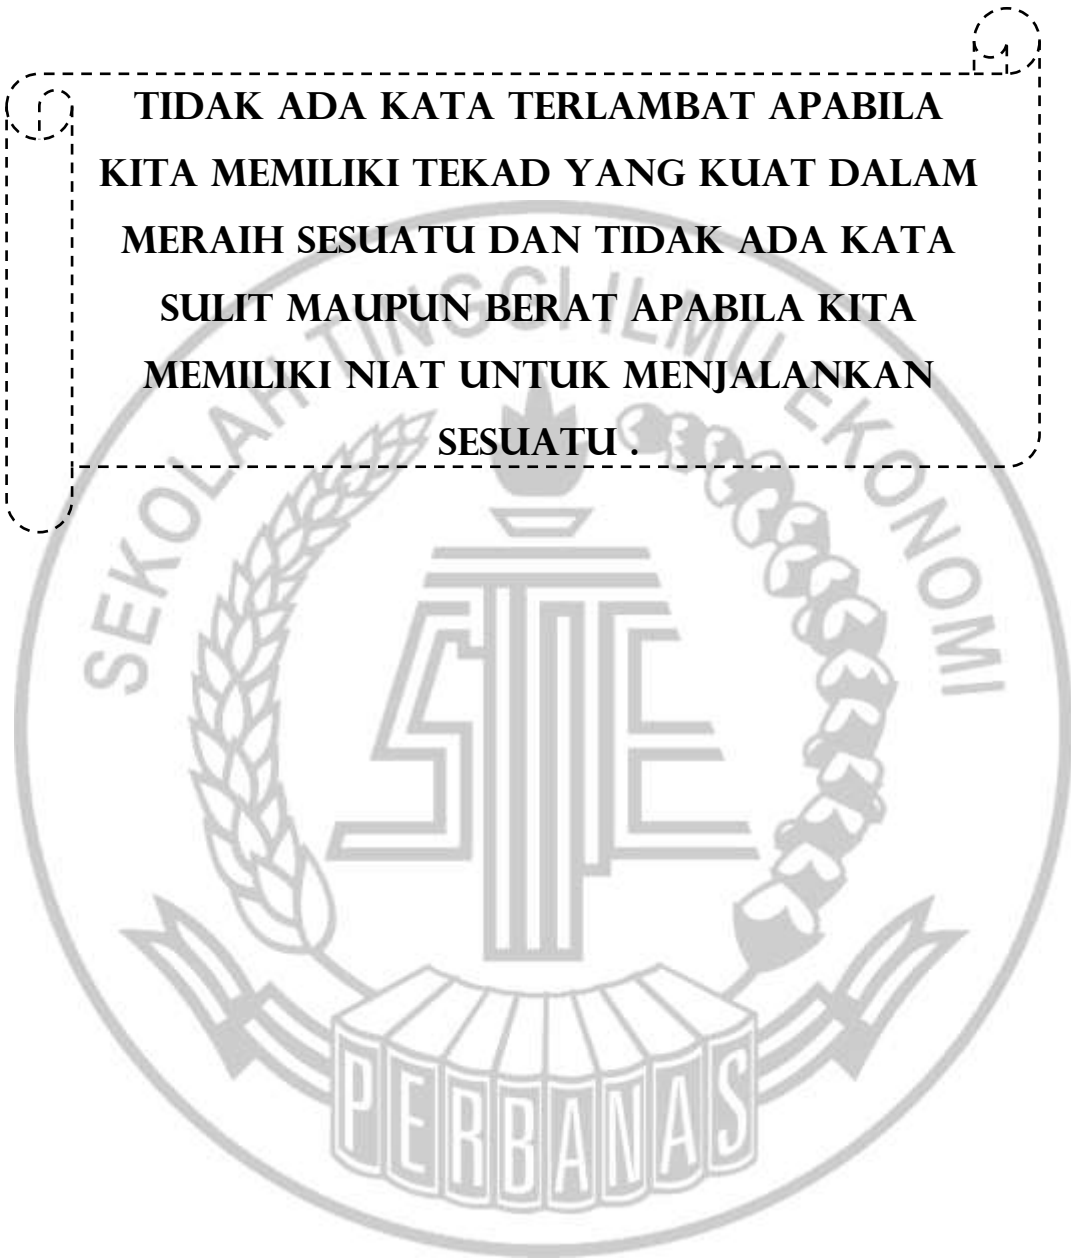 TIDAK ADA KATA TERLAMBAT APABILA
KITA MEMILIKI TEKAD YANG KUAT DALAM
MERAIH SESUATU DAN TIDAK ADA KATA
SULIT MAUPUN BERAT APABILA KITA
MEMILIKI NIAT UNTUK MENJALANKAN
SESUATU .
SEKOLAH TINGGI ILMU EKONOMI
STIE
PERBANAS